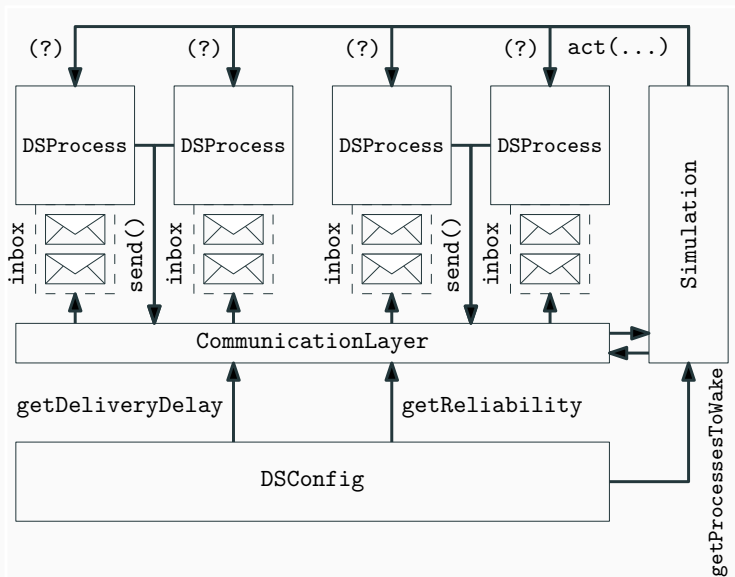 (?)
(?)
(?)
(?)
act(...)
DSProcess
DSProcess
DSProcess
DSProcess
Simulation
inbox
send()
inbox
inbox
send()
inbox
CommunicationLayer
getDeliveryDelay
getReliability
getProcessesToWake
DSConfig